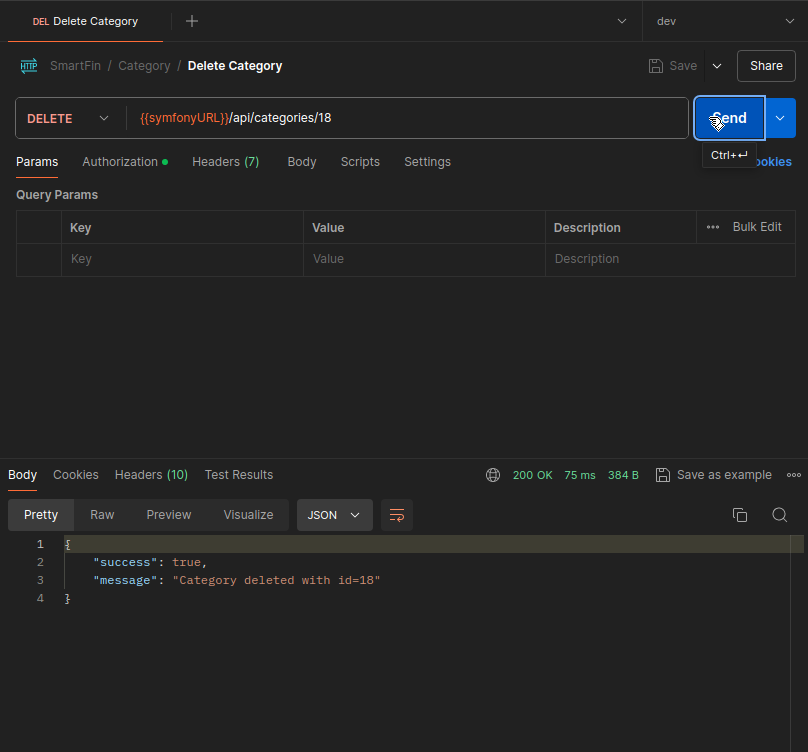 DEL Delete Category
dev
HTTP SmartFin / Category / Delete Category Save Share
DELETE {{symfonyURL}}/api/categories/18 Send
Ctrl+↵
Params Authorization Headers (7) Body Scripts Settings ookies
Query Params
Key Value Description ••• Bulk Edit
Key Value Description
Body Cookies Headers (10) Test Results 200 OK 75 ms 384 B Save as example
Pretty Raw Preview Visualize JSON
1 {
2 "success": true,
3 "message": "Category deleted with id=18"
4 }